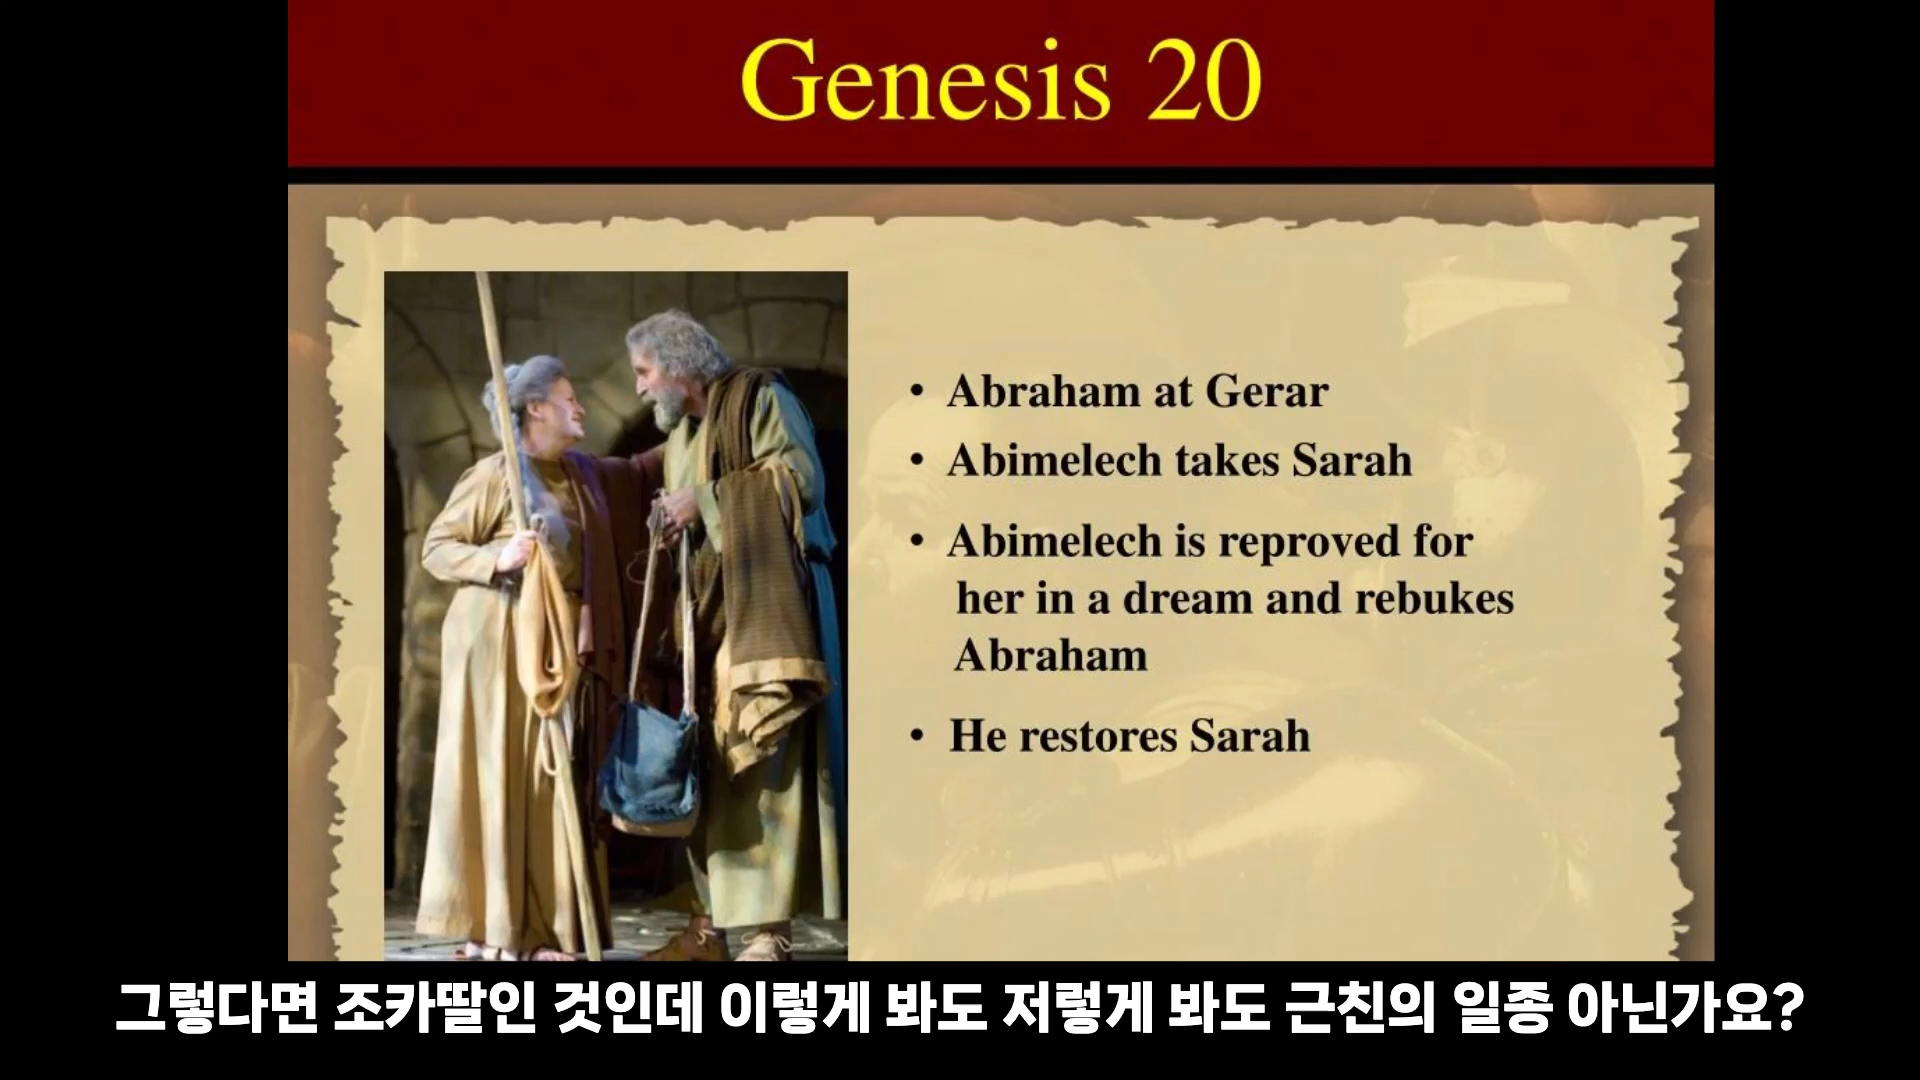 Genesis 20
• Abraham at Gerar
• Abimelech takes Sarah
• Abimelech is reproved for
her in a dream and rebukes
Abraham
• He restores Sarah
그렇다면 조카딸인 것인데 이렇게 봐도 저렇게 봐도 근친의 일종 아닌가요?